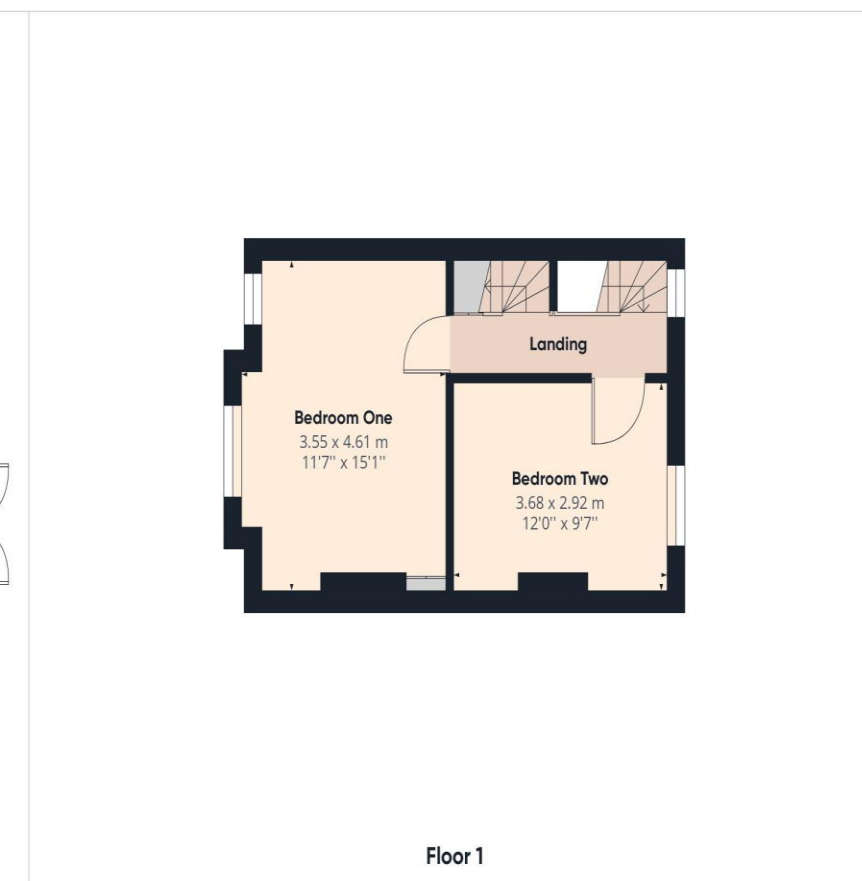 Landing
Bedroom One
3.55 x 4.61 m
11'7" x 15'1"
Bedroom Two
3.68 x 2.92 m
12'0" x 9'7"
Floor 1